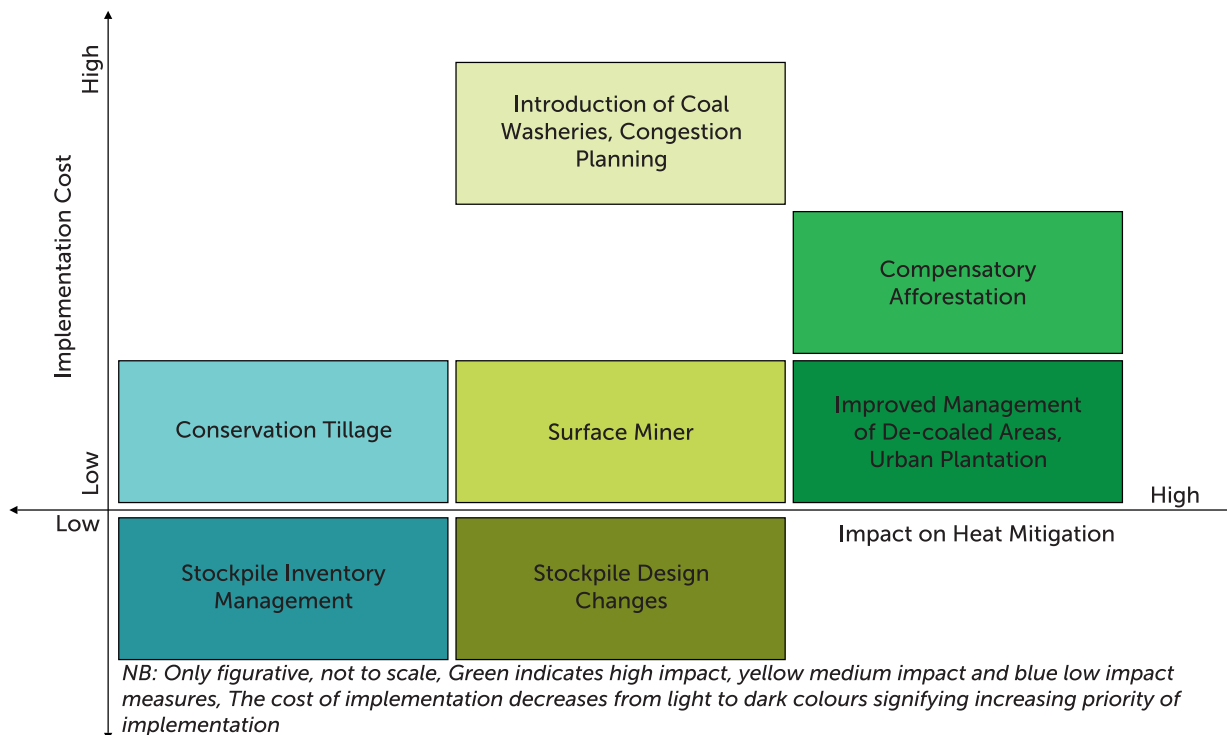 High
Implementation Cost
Low
Introduction of Coal
Washeries, Congestion
Planning
Compensatory
Afforestation
Conservation Tillage
Surface Miner
Improved Management
of De-coaled Areas,
Urban Plantation
High
Low
Impact on Heat Mitigation
Stockpile Inventory
Management
Stockpile Design
Changes
NB: Only figurative, not to scale, Green indicates high impact, yellow medium impact and blue low impact
measures, The cost of implementation decreases from light to dark colours signifying increasing priority of
implementation